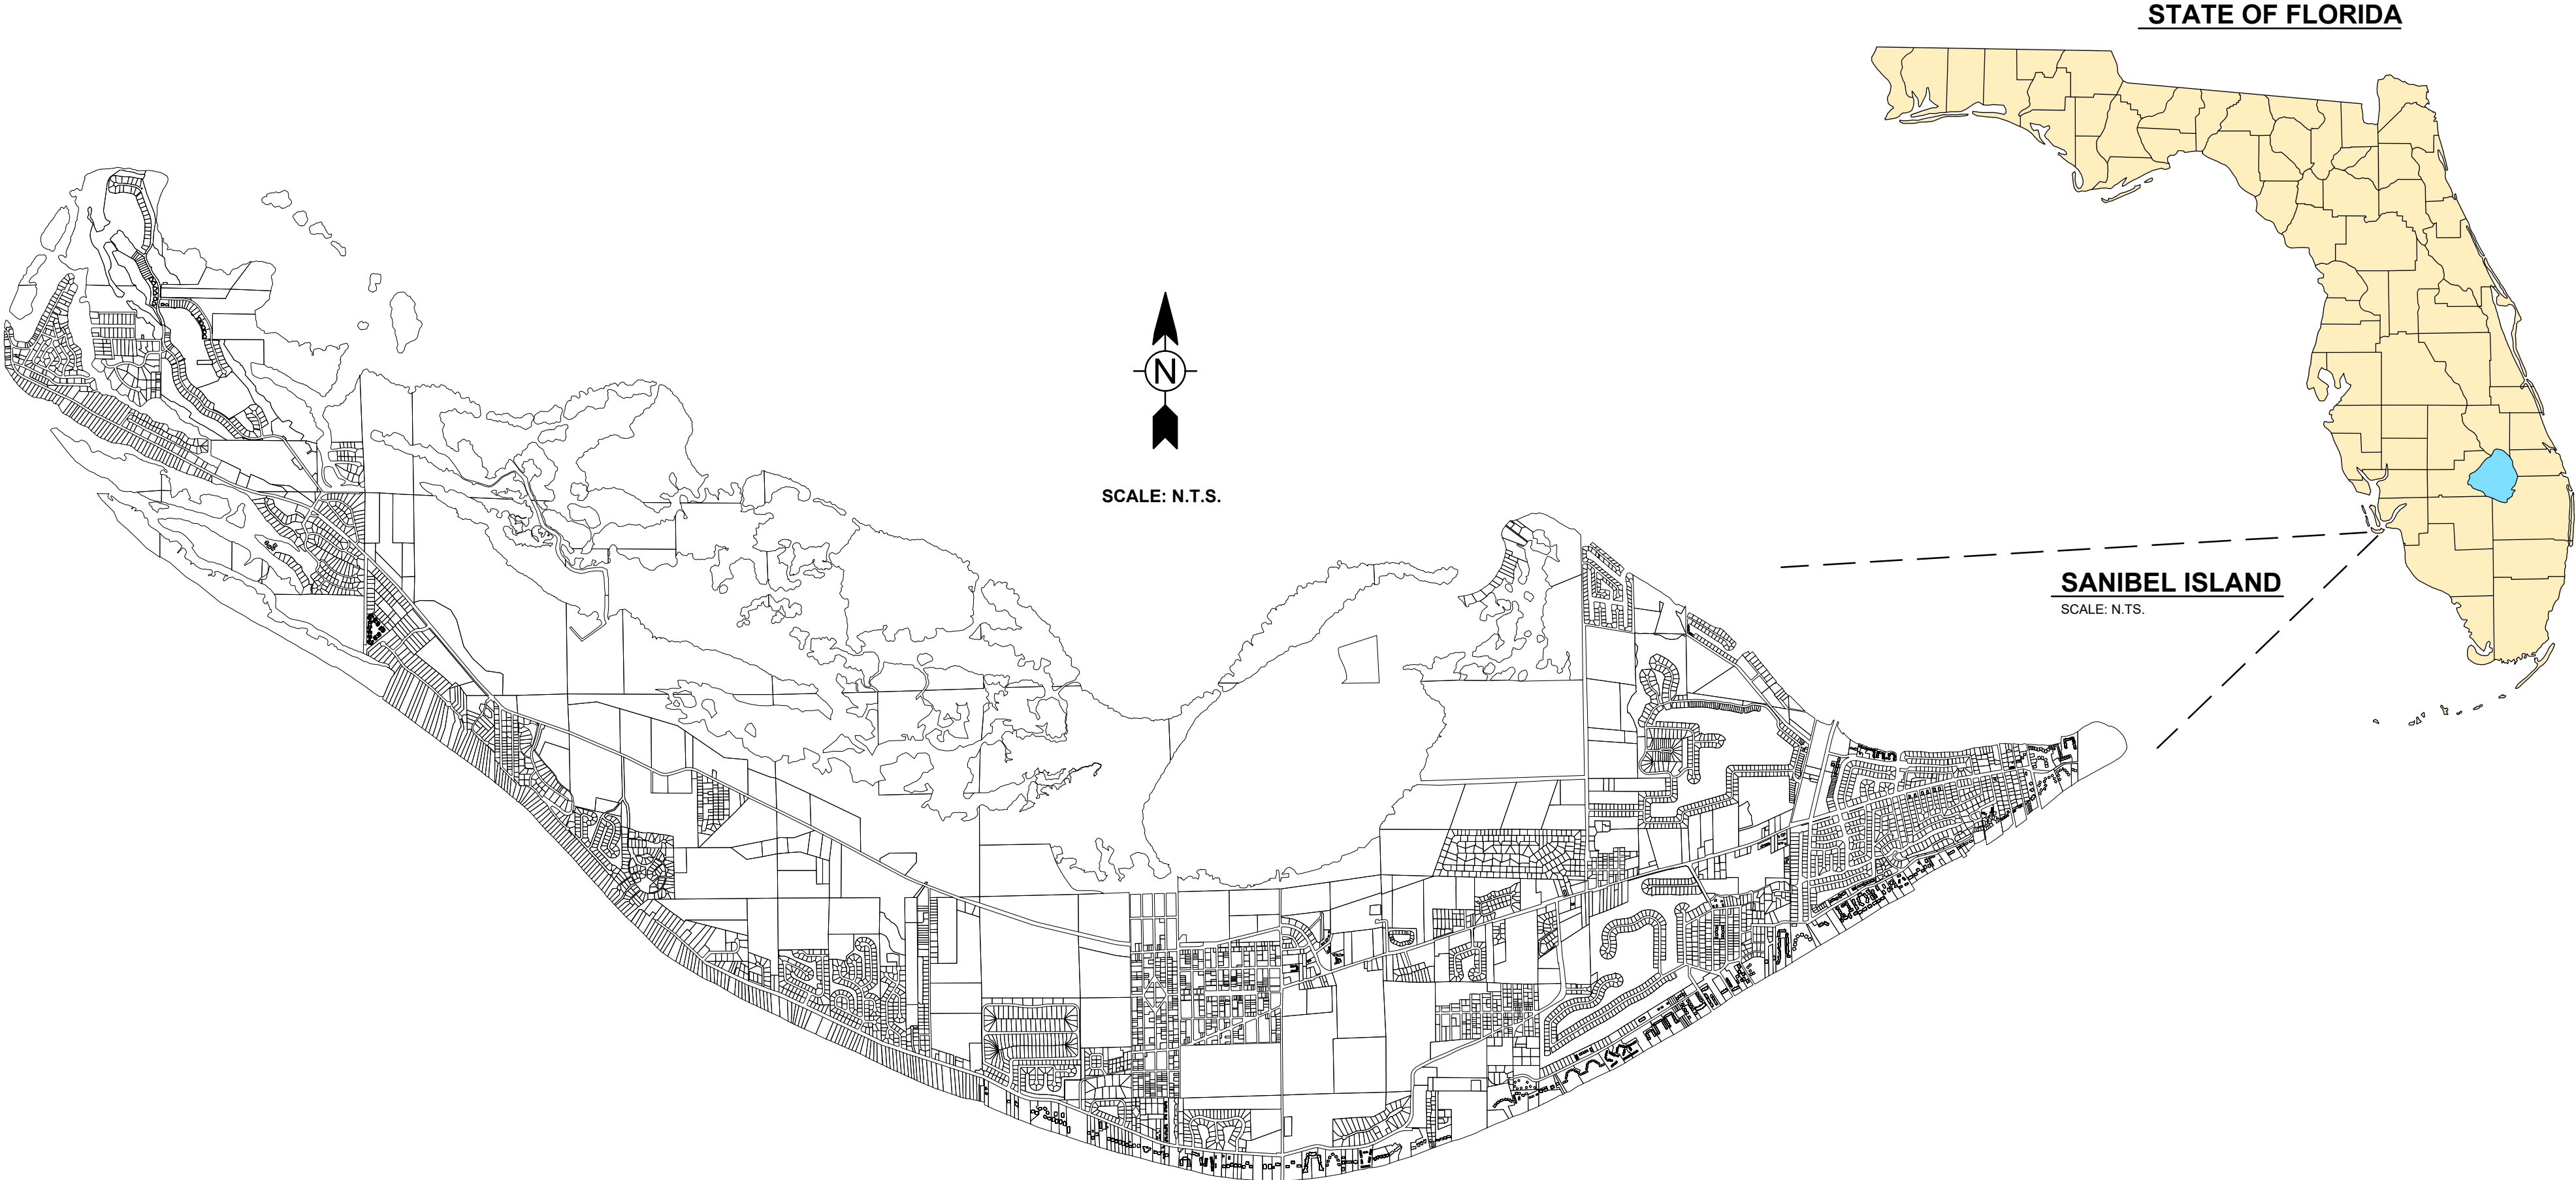 STATE OF FLORIDA
N
SCALE: N.T.S.
SANIBEL ISLAND
SCALE: N.TS.